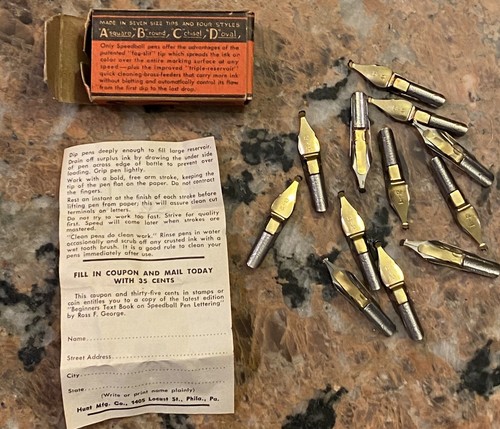 MADE IN SEVEN SIZE TIPS AND FOUR STYLES
"A"square, "B"round, "C"chisel, "D"oval,
Only Speedball pens offer the advantages of the
patented "tog-slit" tip which spreads the ink or
color over the entire marking surface at any
speed—plus the improved "triple-reservoir"
quick-cleaning-brass-feeders that carry more ink
without blotting and automatically control its flow
from the first dip to the last drop.
Dip pens deeply enough to fill large reservoir.
Drain off surplus ink by drawing the under side
of pen across edge of bottle to prevent over
loading. Grip pen lightly.
Work with a bold, free arm stroke, keeping the
tip of the pen flat on the paper. Do not contract
the fingers.
Rest an instant at the finish of each stroke before
lifting pen from paper; this will assure clean cut
terminals on letters.
Do not try to work too fast. Strive for quality
first. Speed will come later when strokes are
mastered.
"Clean pens do clean work." Rinse pens in water
occasionally and scrub off any crusted ink with a
wet tooth brush. It is a good rule to clean your
pens immediately after use.
FILL IN COUPON AND MAIL TODAY
WITH 35 CENTS
This coupon and thirty-five cents in stamps or
coin entitles you to a copy of the latest edition
"Beginners Text Book on Speedball Pen Lettering"
by Ross F. George.
Name
Street Address
City
State
(Write or print name plainly)
Hunt Mfg. Co., 1405 Locust St., Phila., Pa.